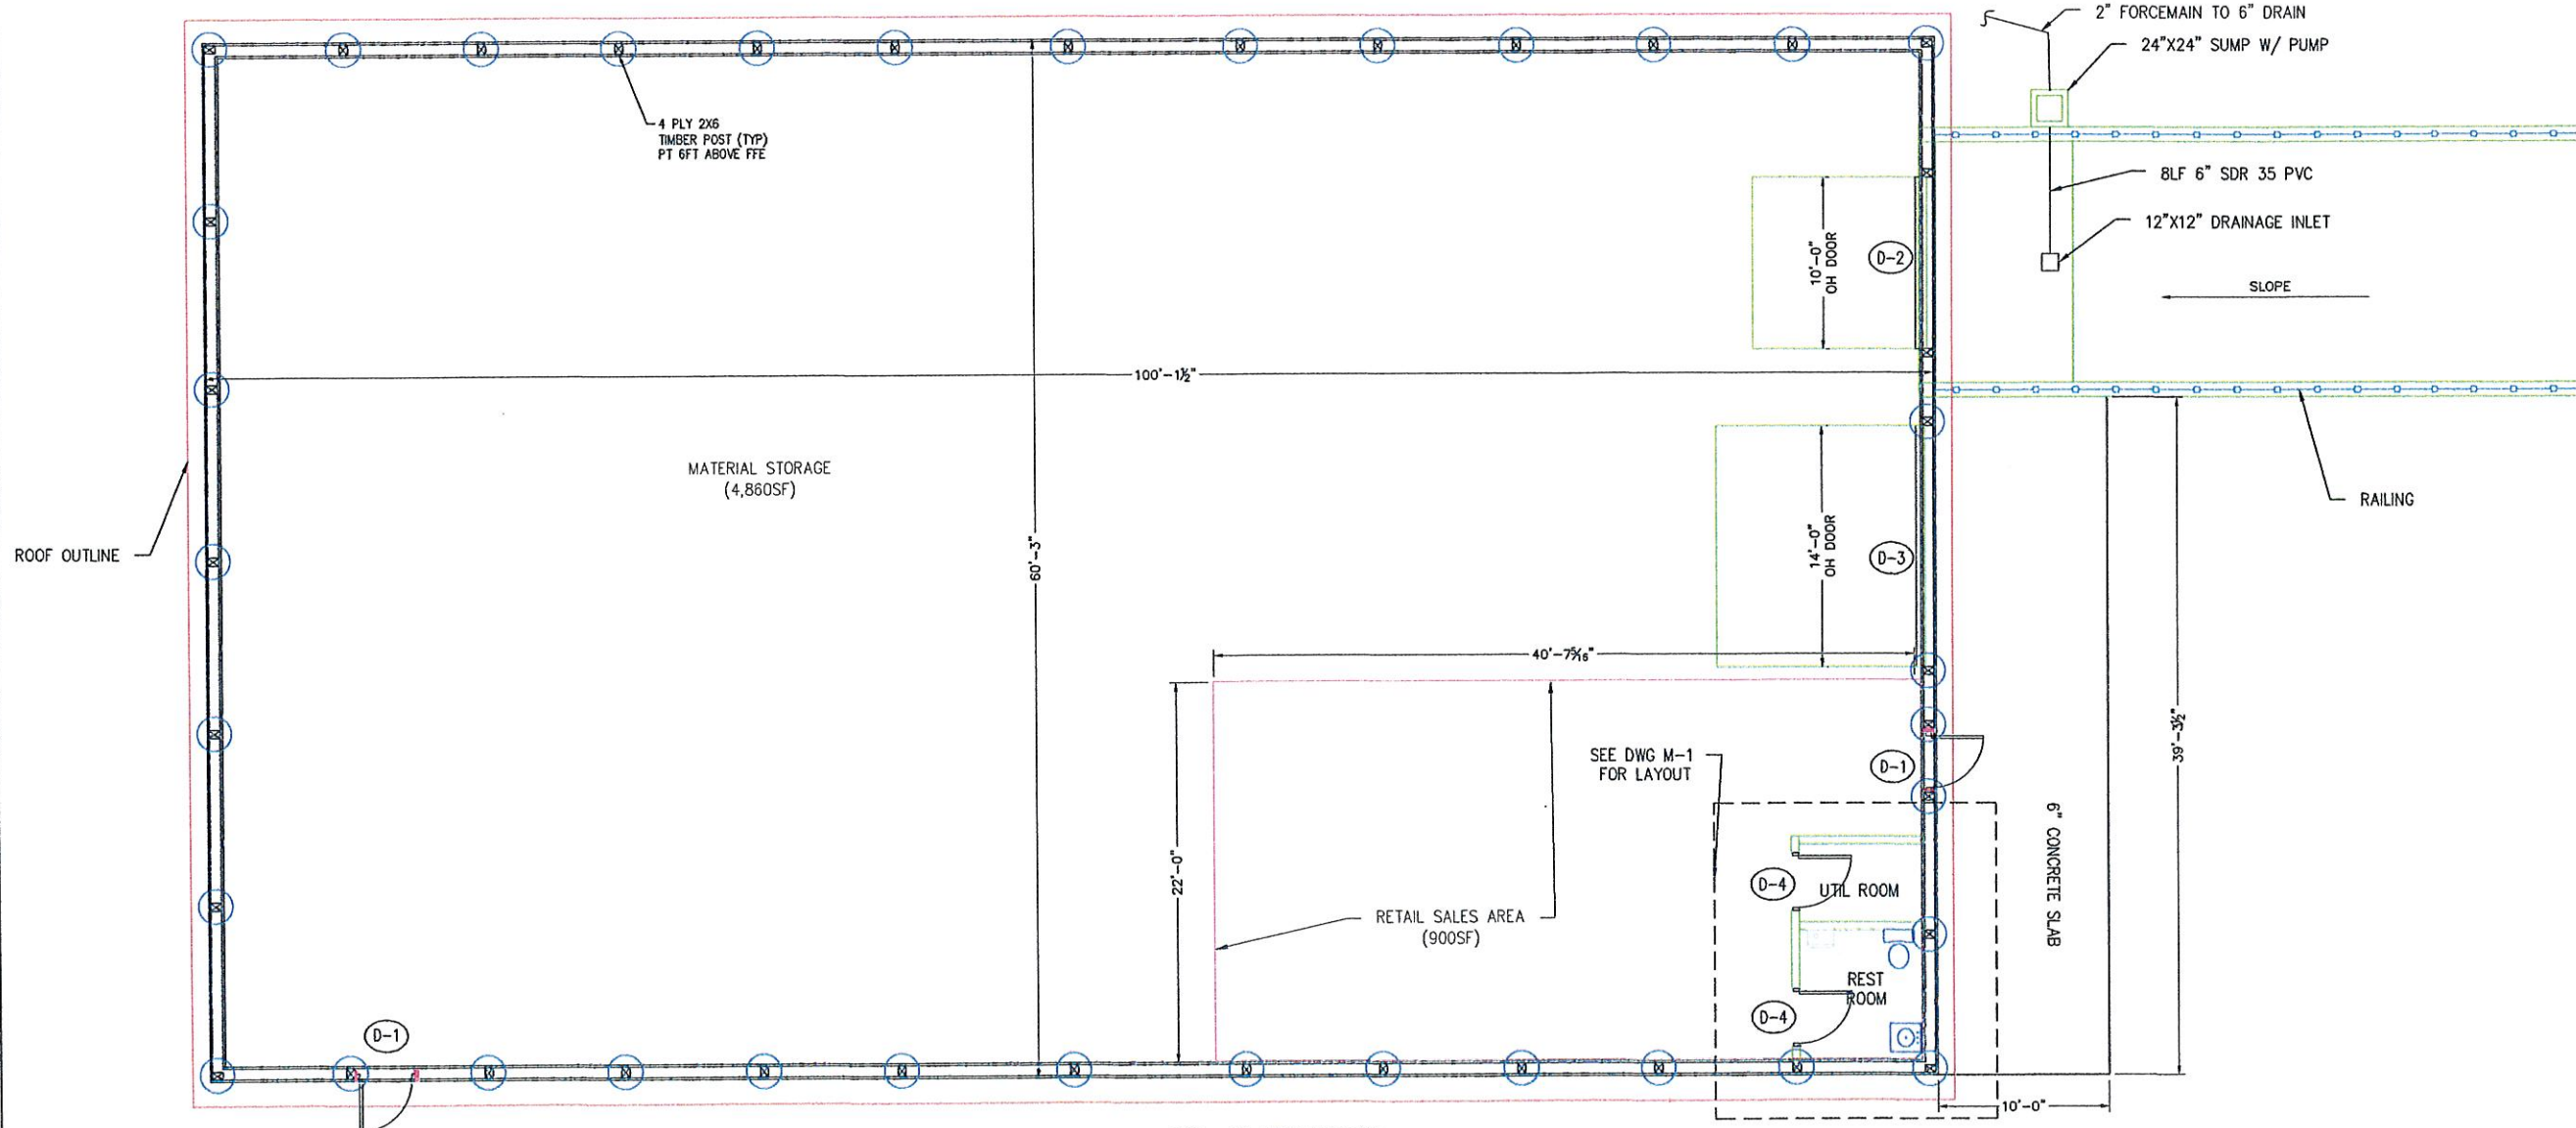 2" FORCEMAIN TO 6" DRAIN
24"X24" SUMP W/ PUMP
4 PLY 2X6
TIMBER POST (TYP)
PT 6FT ABOVE FFE
8LF 6" SDR 35 PVC
12"X12" DRAINAGE INLET
10'-0"
OH DOOR
D-2
SLOPE
100'-1½"
MATERIAL STORAGE
(4,860SF)
RAILING
ROOF OUTLINE
60'-3"
14'-0"
OH DOOR
D-3
40'-7⁵⁄₁₆"
SEE DWG M-1
FOR LAYOUT
D-1
39'-3½"
22'-0"
6" CONCRETE SLAB
D-4
UTIL ROOM
RETAIL SALES AREA
(900SF)
REST
ROOM
D-4
D-1
10'-0"